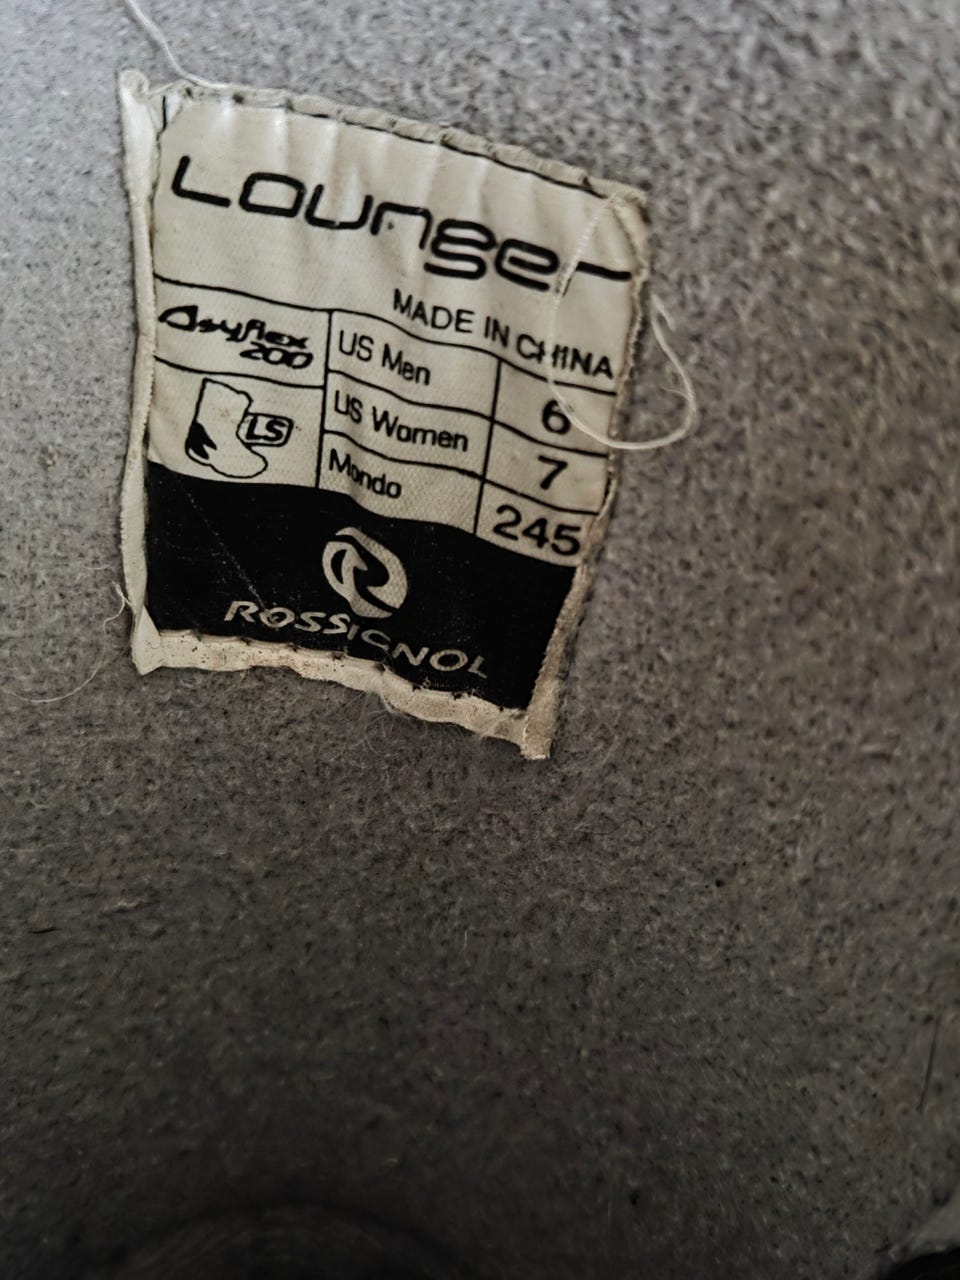 Lounger
MADE IN CHINA
Asyflex
200
US Men 6
LS
US Women 7
Mondo 245
ROSSIGNOL